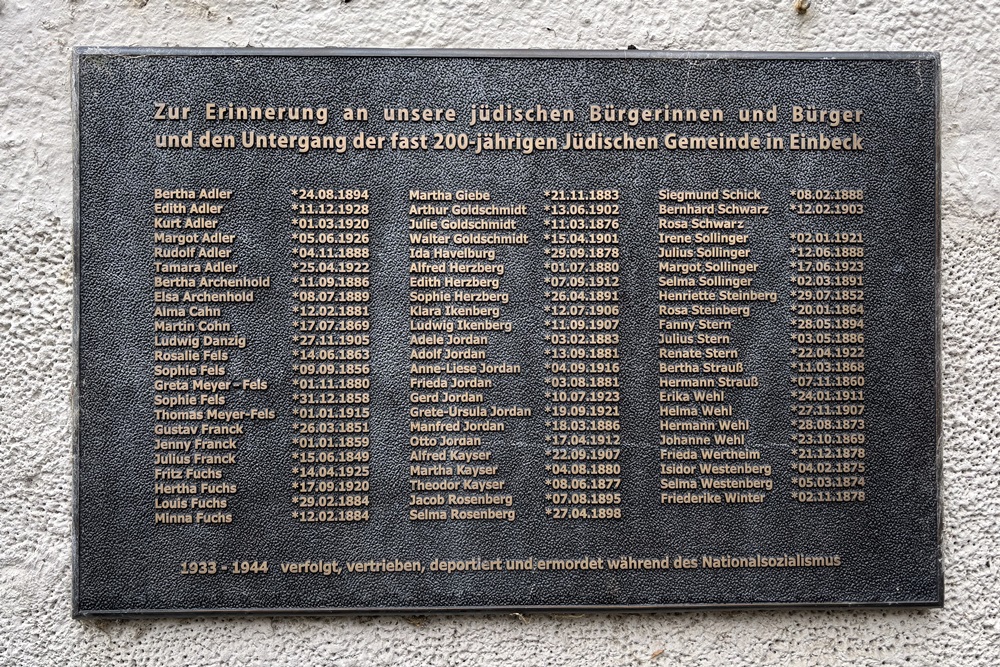 Zur Erinnerung an unsere jüdischen Bürgerinnen und Bürger
und den Untergang der fast 200-jährigen Jüdischen Gemeinde in Einbeck
Bertha Adler *24.08.1894
Edith Adler *11.12.1928
Kurt Adler *01.03.1920
Margot Adler *05.06.1926
Rudolf Adler *04.11.1888
Tamara Adler *25.04.1922
Bertha Archenhold *11.09.1886
Elsa Archenhold *08.07.1889
Alma Cahn *12.02.1881
Martin Cohn *17.07.1869
Ludwig Danzig *27.11.1905
Rosalie Fels *14.06.1863
Sophie Fels *09.09.1856
Greta Meyer-Fels *01.11.1880
Sophie Fels *31.12.1858
Thomas Meyer-Fels *01.01.1915
Gustav Franck *26.03.1851
Jenny Franck *01.01.1859
Julius Franck *15.06.1849
Fritz Fuchs *14.04.1925
Hertha Fuchs *17.09.1920
Louis Fuchs *29.02.1884
Minna Fuchs *12.02.1884
Martha Giebe *21.11.1883
Arthur Goldschmidt *13.06.1902
Julie Goldschmidt *11.03.1876
Walter Goldschmidt *15.04.1901
Ida Havelburg *29.09.1878
Alfred Herzberg *01.07.1880
Edith Herzberg *07.09.1912
Sophie Herzberg *26.04.1891
Klara Ikenberg *12.07.1906
Ludwig Ikenberg *11.09.1907
Adele Jordan *03.02.1883
Adolf Jordan *13.09.1881
Anne-Liese Jordan *04.09.1916
Frieda Jordan *03.08.1881
Gerd Jordan *10.07.1923
Grete-Ursula Jordan *19.09.1921
Manfred Jordan *18.03.1886
Otto Jordan *17.04.1912
Alfred Kayser *22.09.1907
Martha Kayser *04.08.1880
Theodor Kayser *08.06.1877
Jacob Rosenberg *07.08.1895
Selma Rosenberg *27.04.1898
Siegmund Schick *08.02.1888
Bernhard Schwarz *12.02.1903
Rosa Schwarz
Irene Sollinger *02.01.1921
Julius Sollinger *12.06.1888
Margot Sollinger *17.06.1923
Selma Sollinger *02.03.1891
Henriette Steinberg *29.07.1852
Rosa Steinberg *20.01.1864
Fanny Stern *28.05.1894
Julius Stern *03.05.1886
Renate Stern *22.04.1922
Bertha Strauß *11.03.1868
Hermann Strauß *07.11.1860
Erika Wehl *24.01.1911
Helma Wehl *27.11.1907
Hermann Wehl *28.08.1873
Johanne Wehl *23.10.1869
Frieda Wertheim *21.12.1878
Isidor Westenberg *04.02.1875
Selma Westenberg *05.03.1874
Friederike Winter *02.11.1878
1933 - 1944 verfolgt, vertrieben, deportiert und ermordet während des Nationalsozialismus